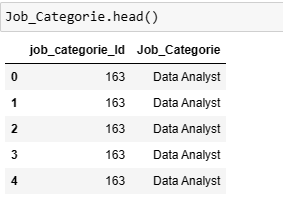 Job_Categorie.head()
job_categorie_Id Job_Categorie
0 163 Data Analyst
1 163 Data Analyst
2 163 Data Analyst
3 163 Data Analyst
4 163 Data Analyst